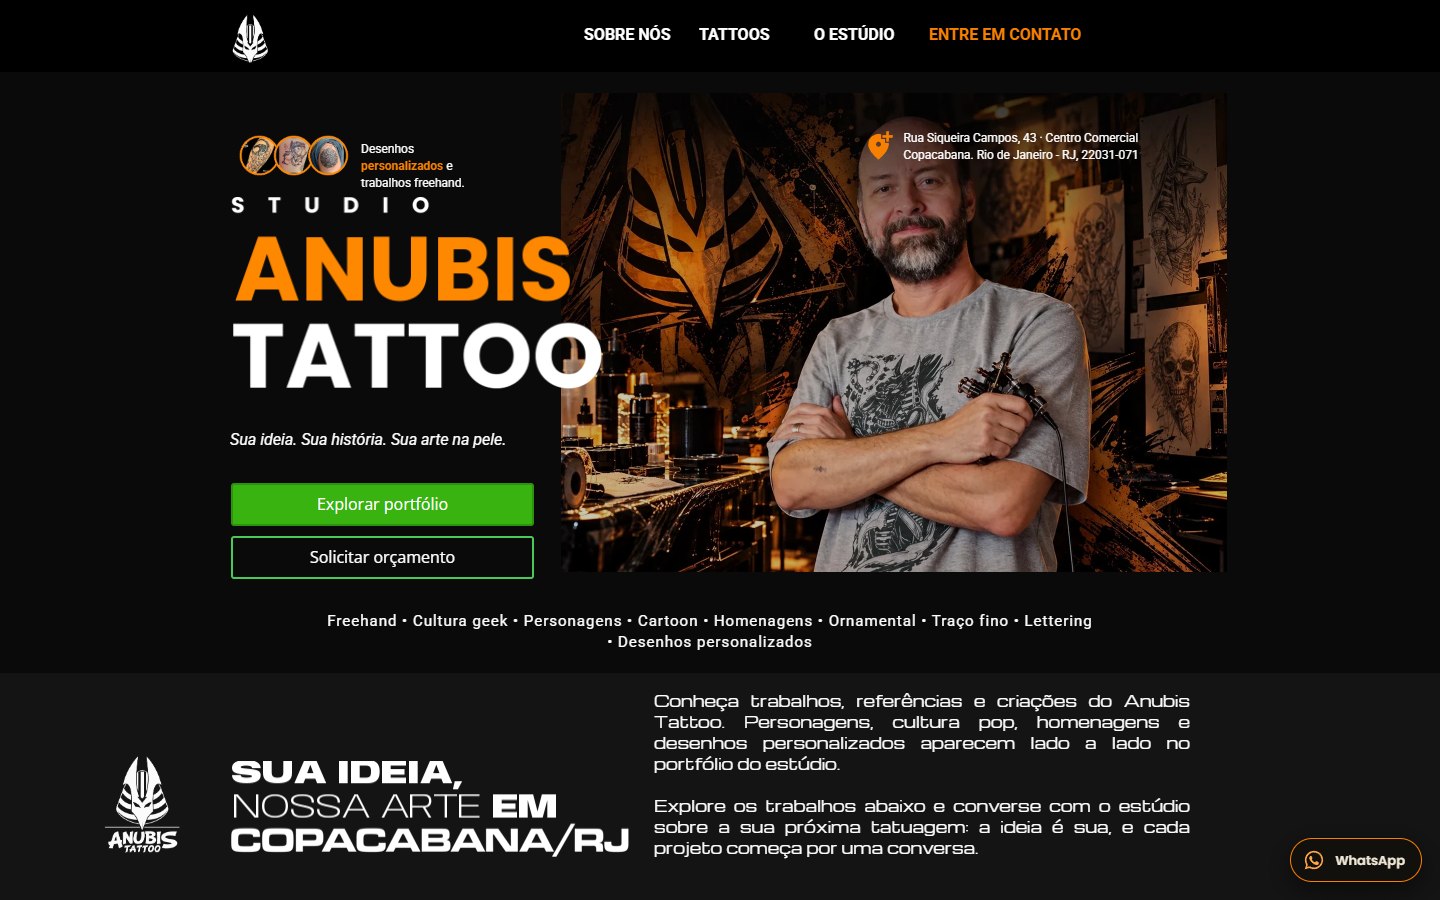 SOBRE NÓS TATTOOS O ESTÚDIO ENTRE EM CONTATO
Desenhos
personalizados e
trabalhos freehand.
Rua Siqueira Campos, 43 · Centro Comercial
Copacabana. Rio de Janeiro - RJ, 22031-071
STUDIO
ANUBIS
TATTOO
Sua ideia. Sua história. Sua arte na pele.
Explorar portfólio
Solicitar orçamento
Freehand • Cultura geek • Personagens • Cartoon • Homenagens • Ornamental • Traço fino • Lettering
• Desenhos personalizados
ANUBIS
TATTOO
SUA IDEIA,
NOSSA ARTE EM
COPACABANA/RJ
Conheça trabalhos, referências e criações do Anubis
Tattoo. Personagens, cultura pop, homenagens e
desenhos personalizados aparecem lado a lado no
portfólio do estúdio.
Explore os trabalhos abaixo e converse com o estúdio
sobre a sua próxima tatuagem: a ideia é sua, e cada
projeto começa por uma conversa.
WhatsApp